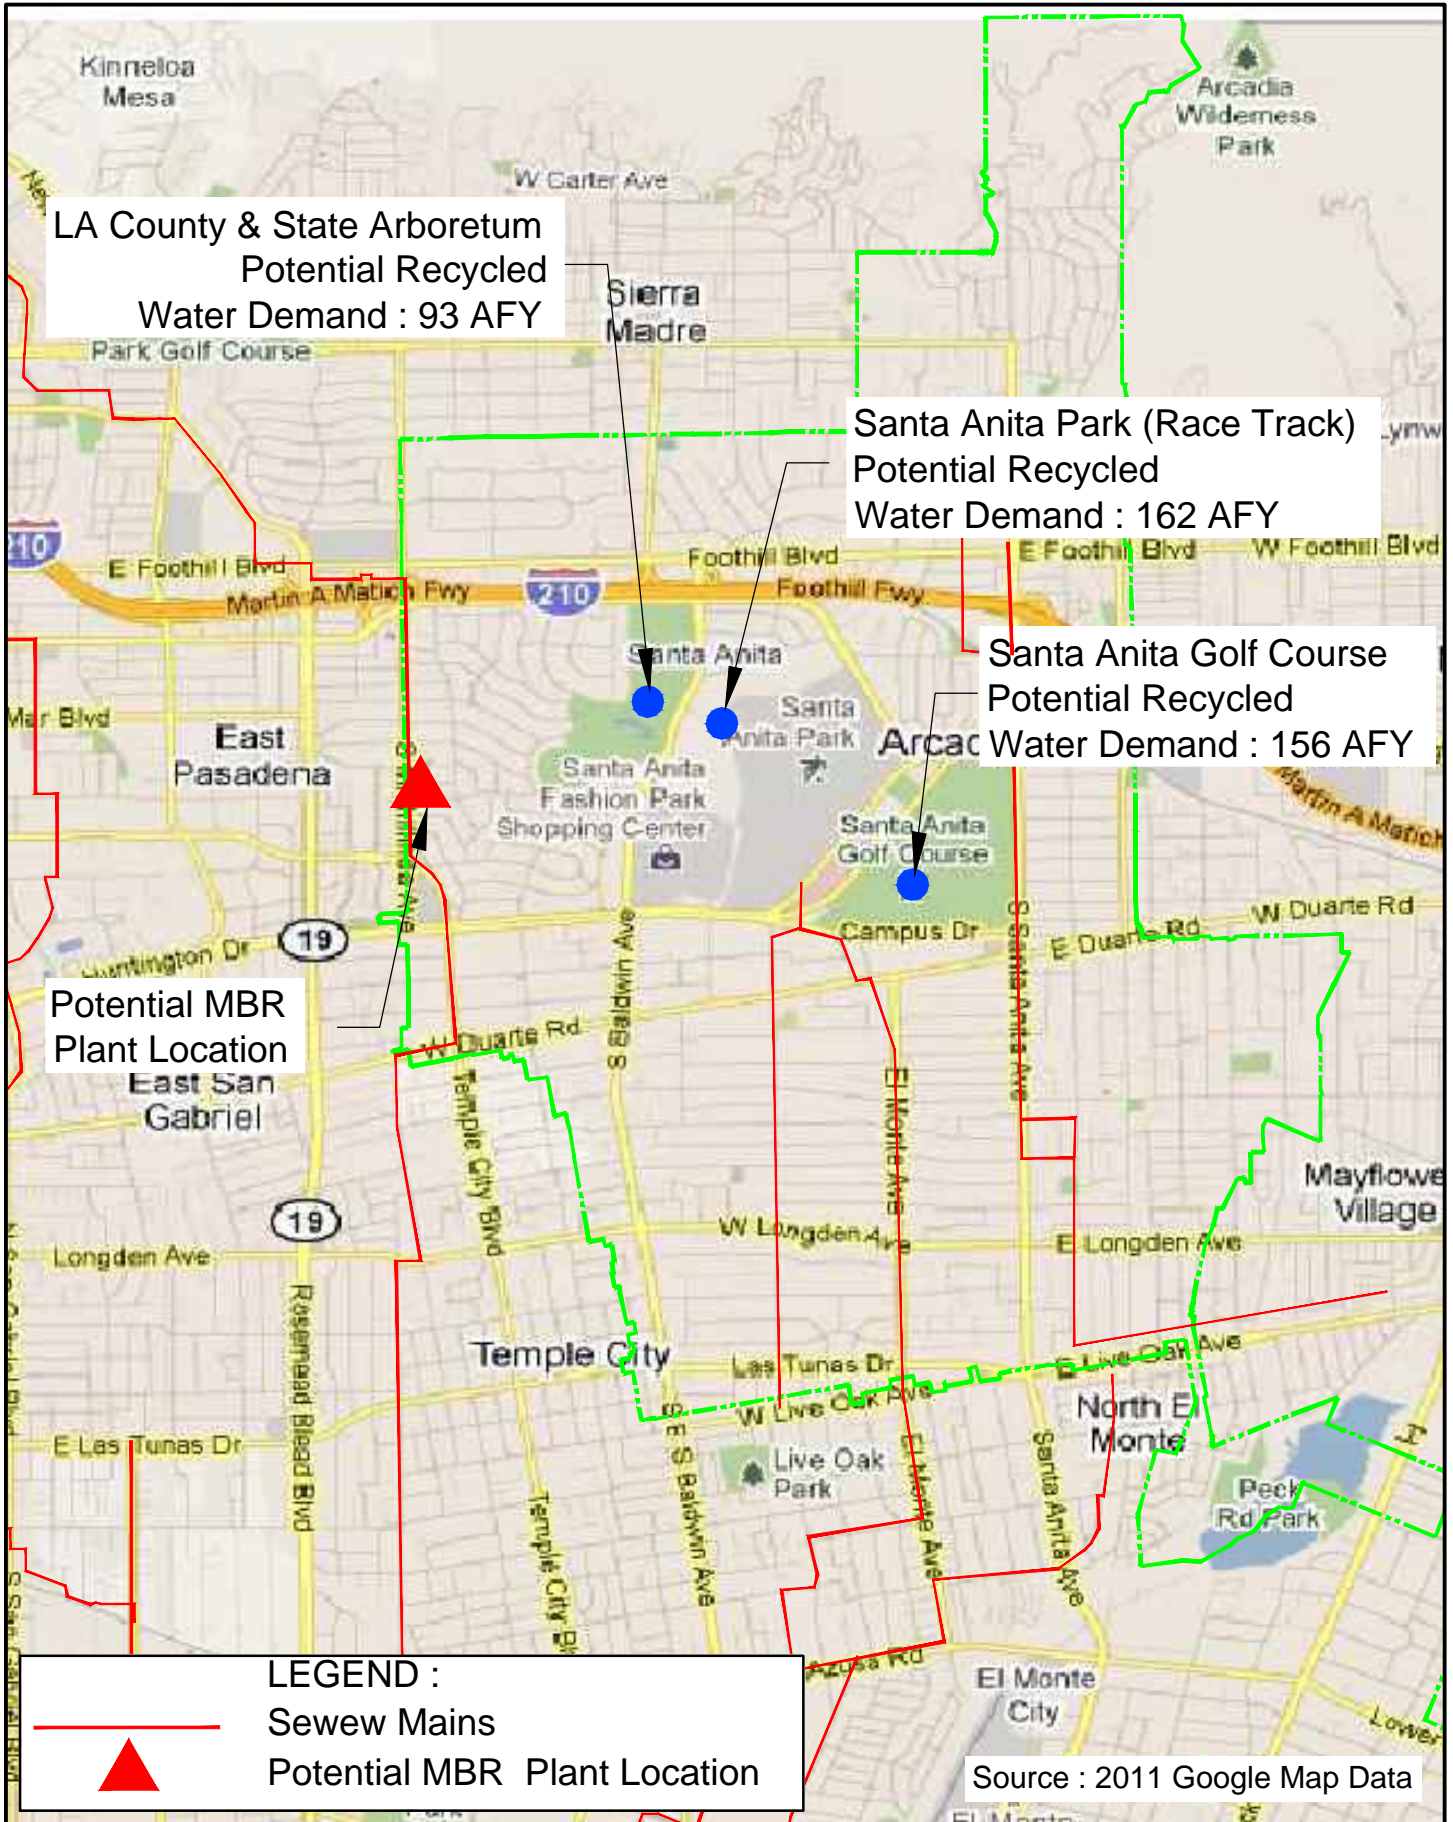 Kinneloa
Mesa
Arcadia
Wilderness
Park
W Carter Ave
LA County & State Arboretum
Potential Recycled
Water Demand : 93 AFY
Sierra
Madre
Park Golf Course
Santa Anita Park (Race Track)
Potential Recycled
Water Demand : 162 AFY
210
E Foothill Blvd
Foothill Blvd
E Foothill Blvd
W Foothill Blvd
Martin A Matich Fwy
210
Foothill Fwy
Santa Anita
Santa Anita Golf Course
Potential Recycled
Water Demand : 156 AFY
Mar Blvd
East
Pasadena
Santa
Anita Park
Arcad
Santa Anita
Fashion Park
Shopping Center
Santa Anita
Golf Course
Martin A Matich
19
Huntington Dr
Campus Dr
E Duarte Rd
W Duarte Rd
S Baldwin Ave
S Santa Anita Ave
Potential MBR
Plant Location
W Duarte Rd
East San
Gabriel
Temple City Blvd
El Monte Ave
Mayflowe
Village
19
Longden Ave
W Longden Ave
E Longden Ave
Rosemead Blvd
Temple City
Las Tunas Dr
E Live Oak Ave
W Live Oak Ave
North El
Monte
E Las Tunas Dr
Live Oak
Park
S Baldwin Ave
El Monte Ave
Santa Anita Ave
Peck
Rd Park
Temple City Bl
Azusa Rd
El Monte
City
Lower
LEGEND :
Sewew Mains
Potential MBR Plant Location
Source : 2011 Google Map Data